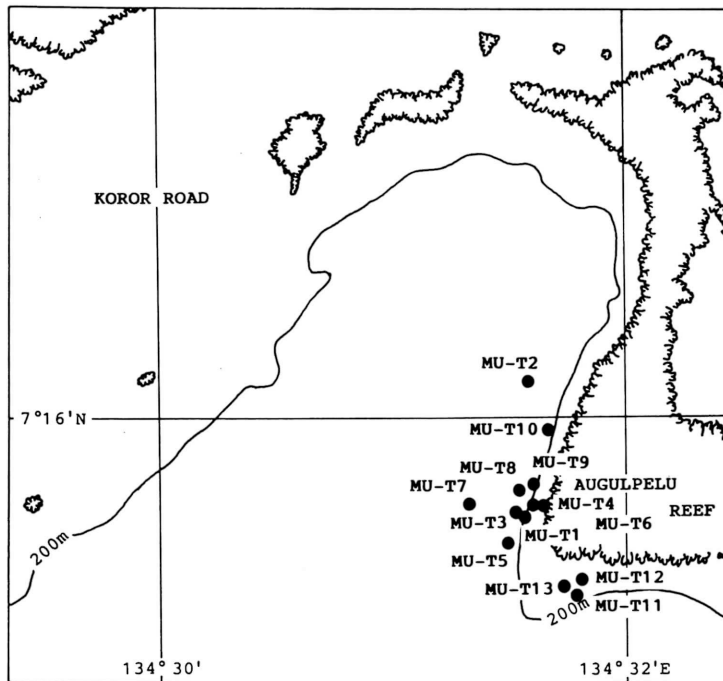 KOROR ROAD
MU-T2
7°16'N
MU-T10
MU-T9
MU-T8
MU-T7
AUGULPELU
REEF
MU-T4
MU-T3
MU-T6
MU-T1
MU-T5
200m
MU-T12
MU-T13
MU-T11
200m
134°30'
134°32'E